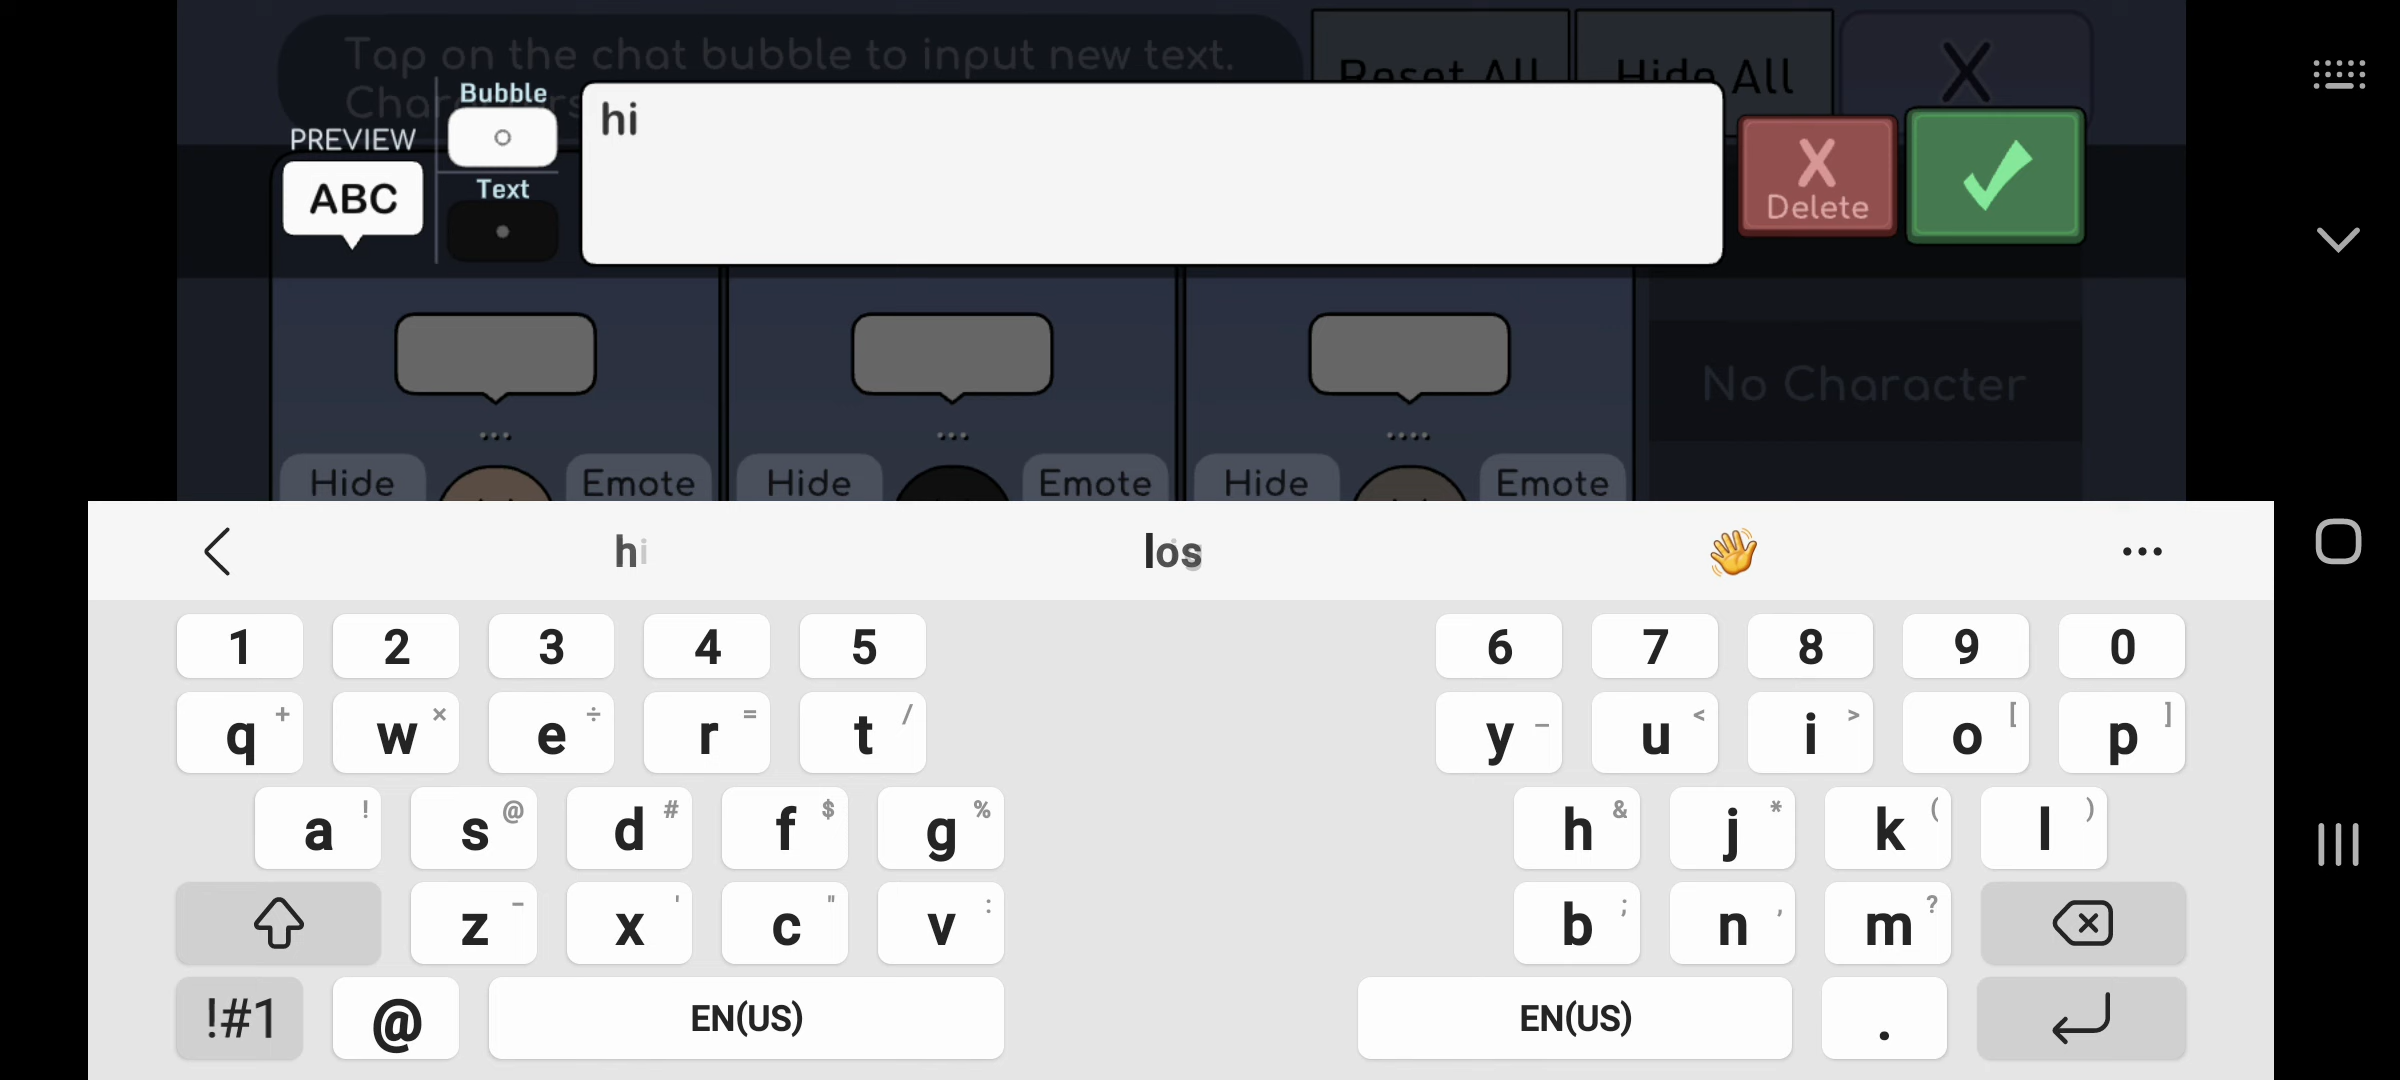 Tap on the chat bubble to input new text.
Reset All
Hide All
X
Bubble
PREVIEW
ABC
Text
hi
X
Delete
No Character
...
...
....
Hide
Emote
Hide
Emote
Hide
Emote
hi
👋
...
1 2 3 4 5 6 7 8 9 0
q + w × e ÷ r = t / y – u < i > o [ p ]
a ! s @ d # f $ g % h & j * k ( l )
z - x ' c " v : b ; n , m ?
!#1 @ EN(US) EN(US) .